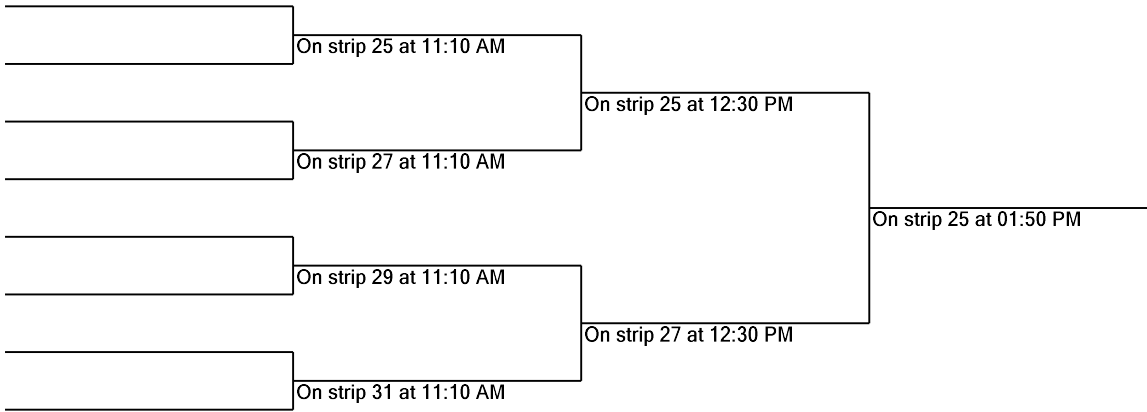 On strip 25 at 11:10 AM
On strip 25 at 12:30 PM
On strip 27 at 11:10 AM
On strip 25 at 01:50 PM
On strip 29 at 11:10 AM
On strip 27 at 12:30 PM
On strip 31 at 11:10 AM